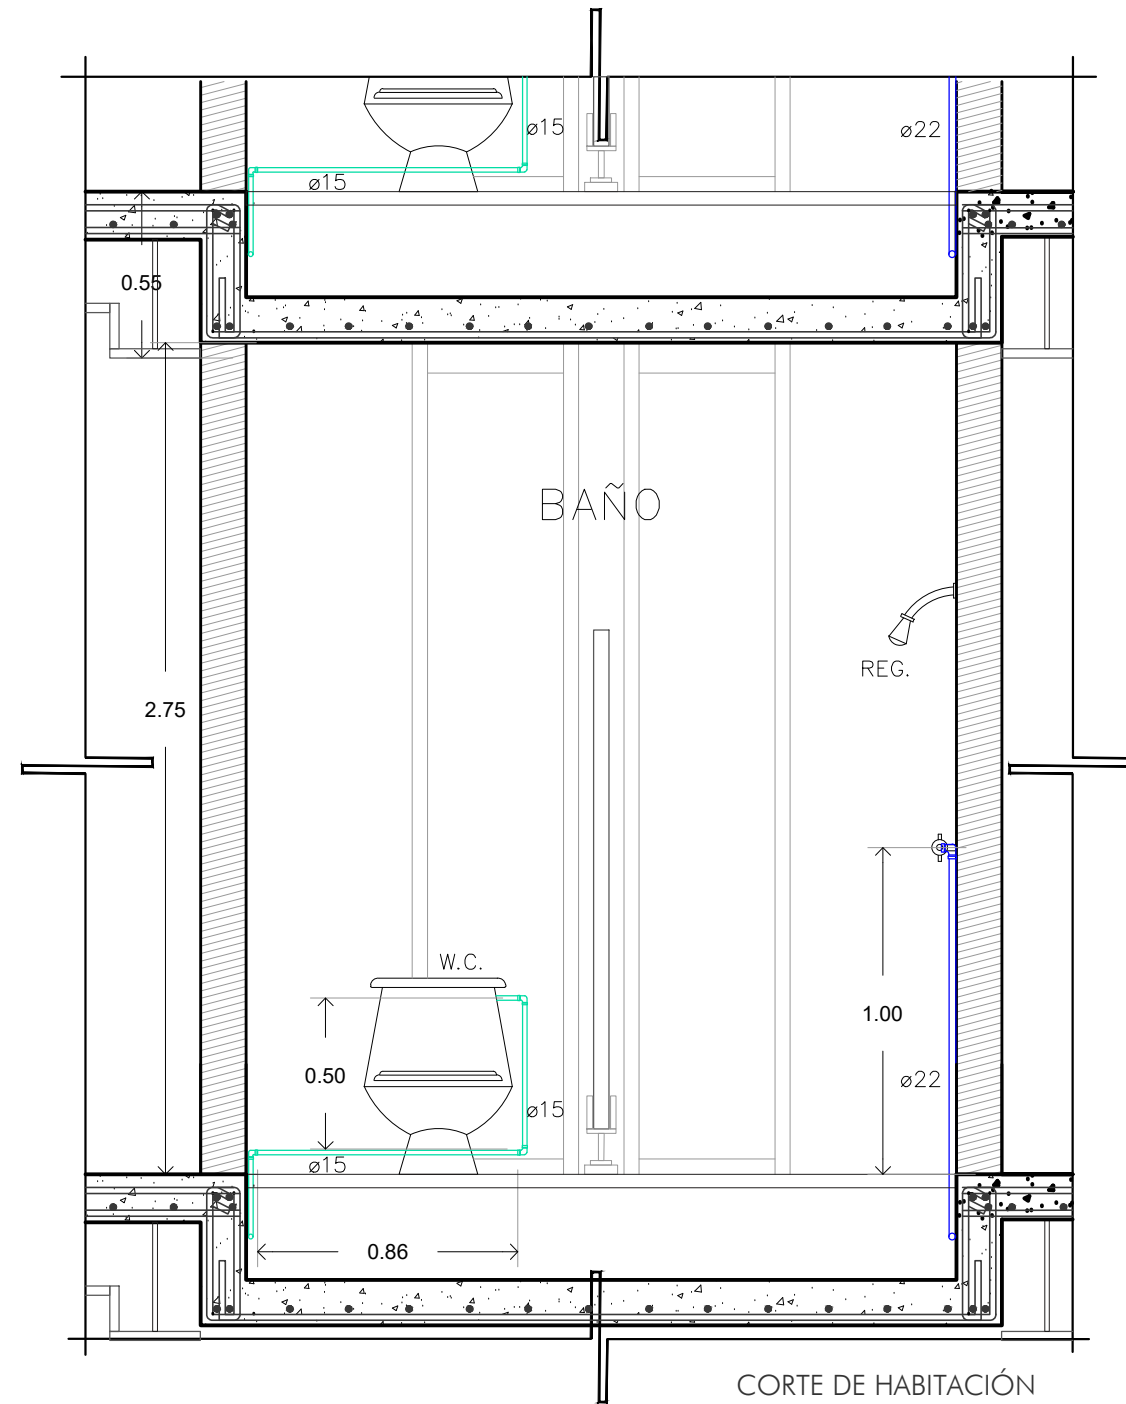 ø15
ø22
ø15
0.55
BAÑO
REG.
2.75
W.C.
1.00
0.50
ø22
ø15
ø15
0.86
CORTE DE HABITACIÓN